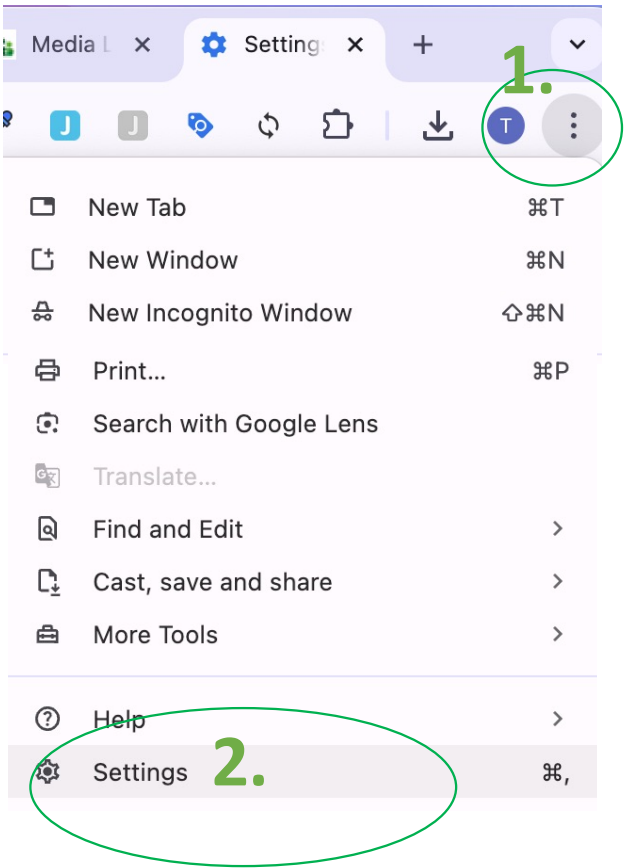 Media L
Setting
1.
J
J
T
New Tab ⌘T
New Window ⌘N
New Incognito Window ⇧⌘N
Print... ⌘P
Search with Google Lens
Translate...
Find and Edit
Cast, save and share
More Tools
Help
Settings 2. ⌘,